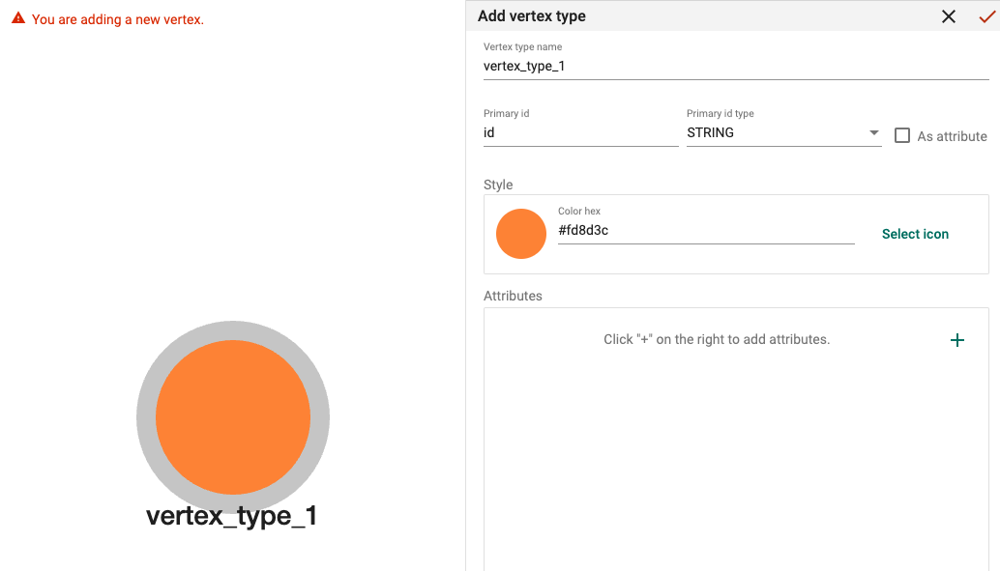 You are adding a new vertex.
vertex_type_1
Add vertex type
Vertex type name
vertex_type_1
Primary id
id
Primary id type
STRING
As attribute
Style
Color hex
#fd8d3c
Select icon
Attributes
Click "+" on the right to add attributes.